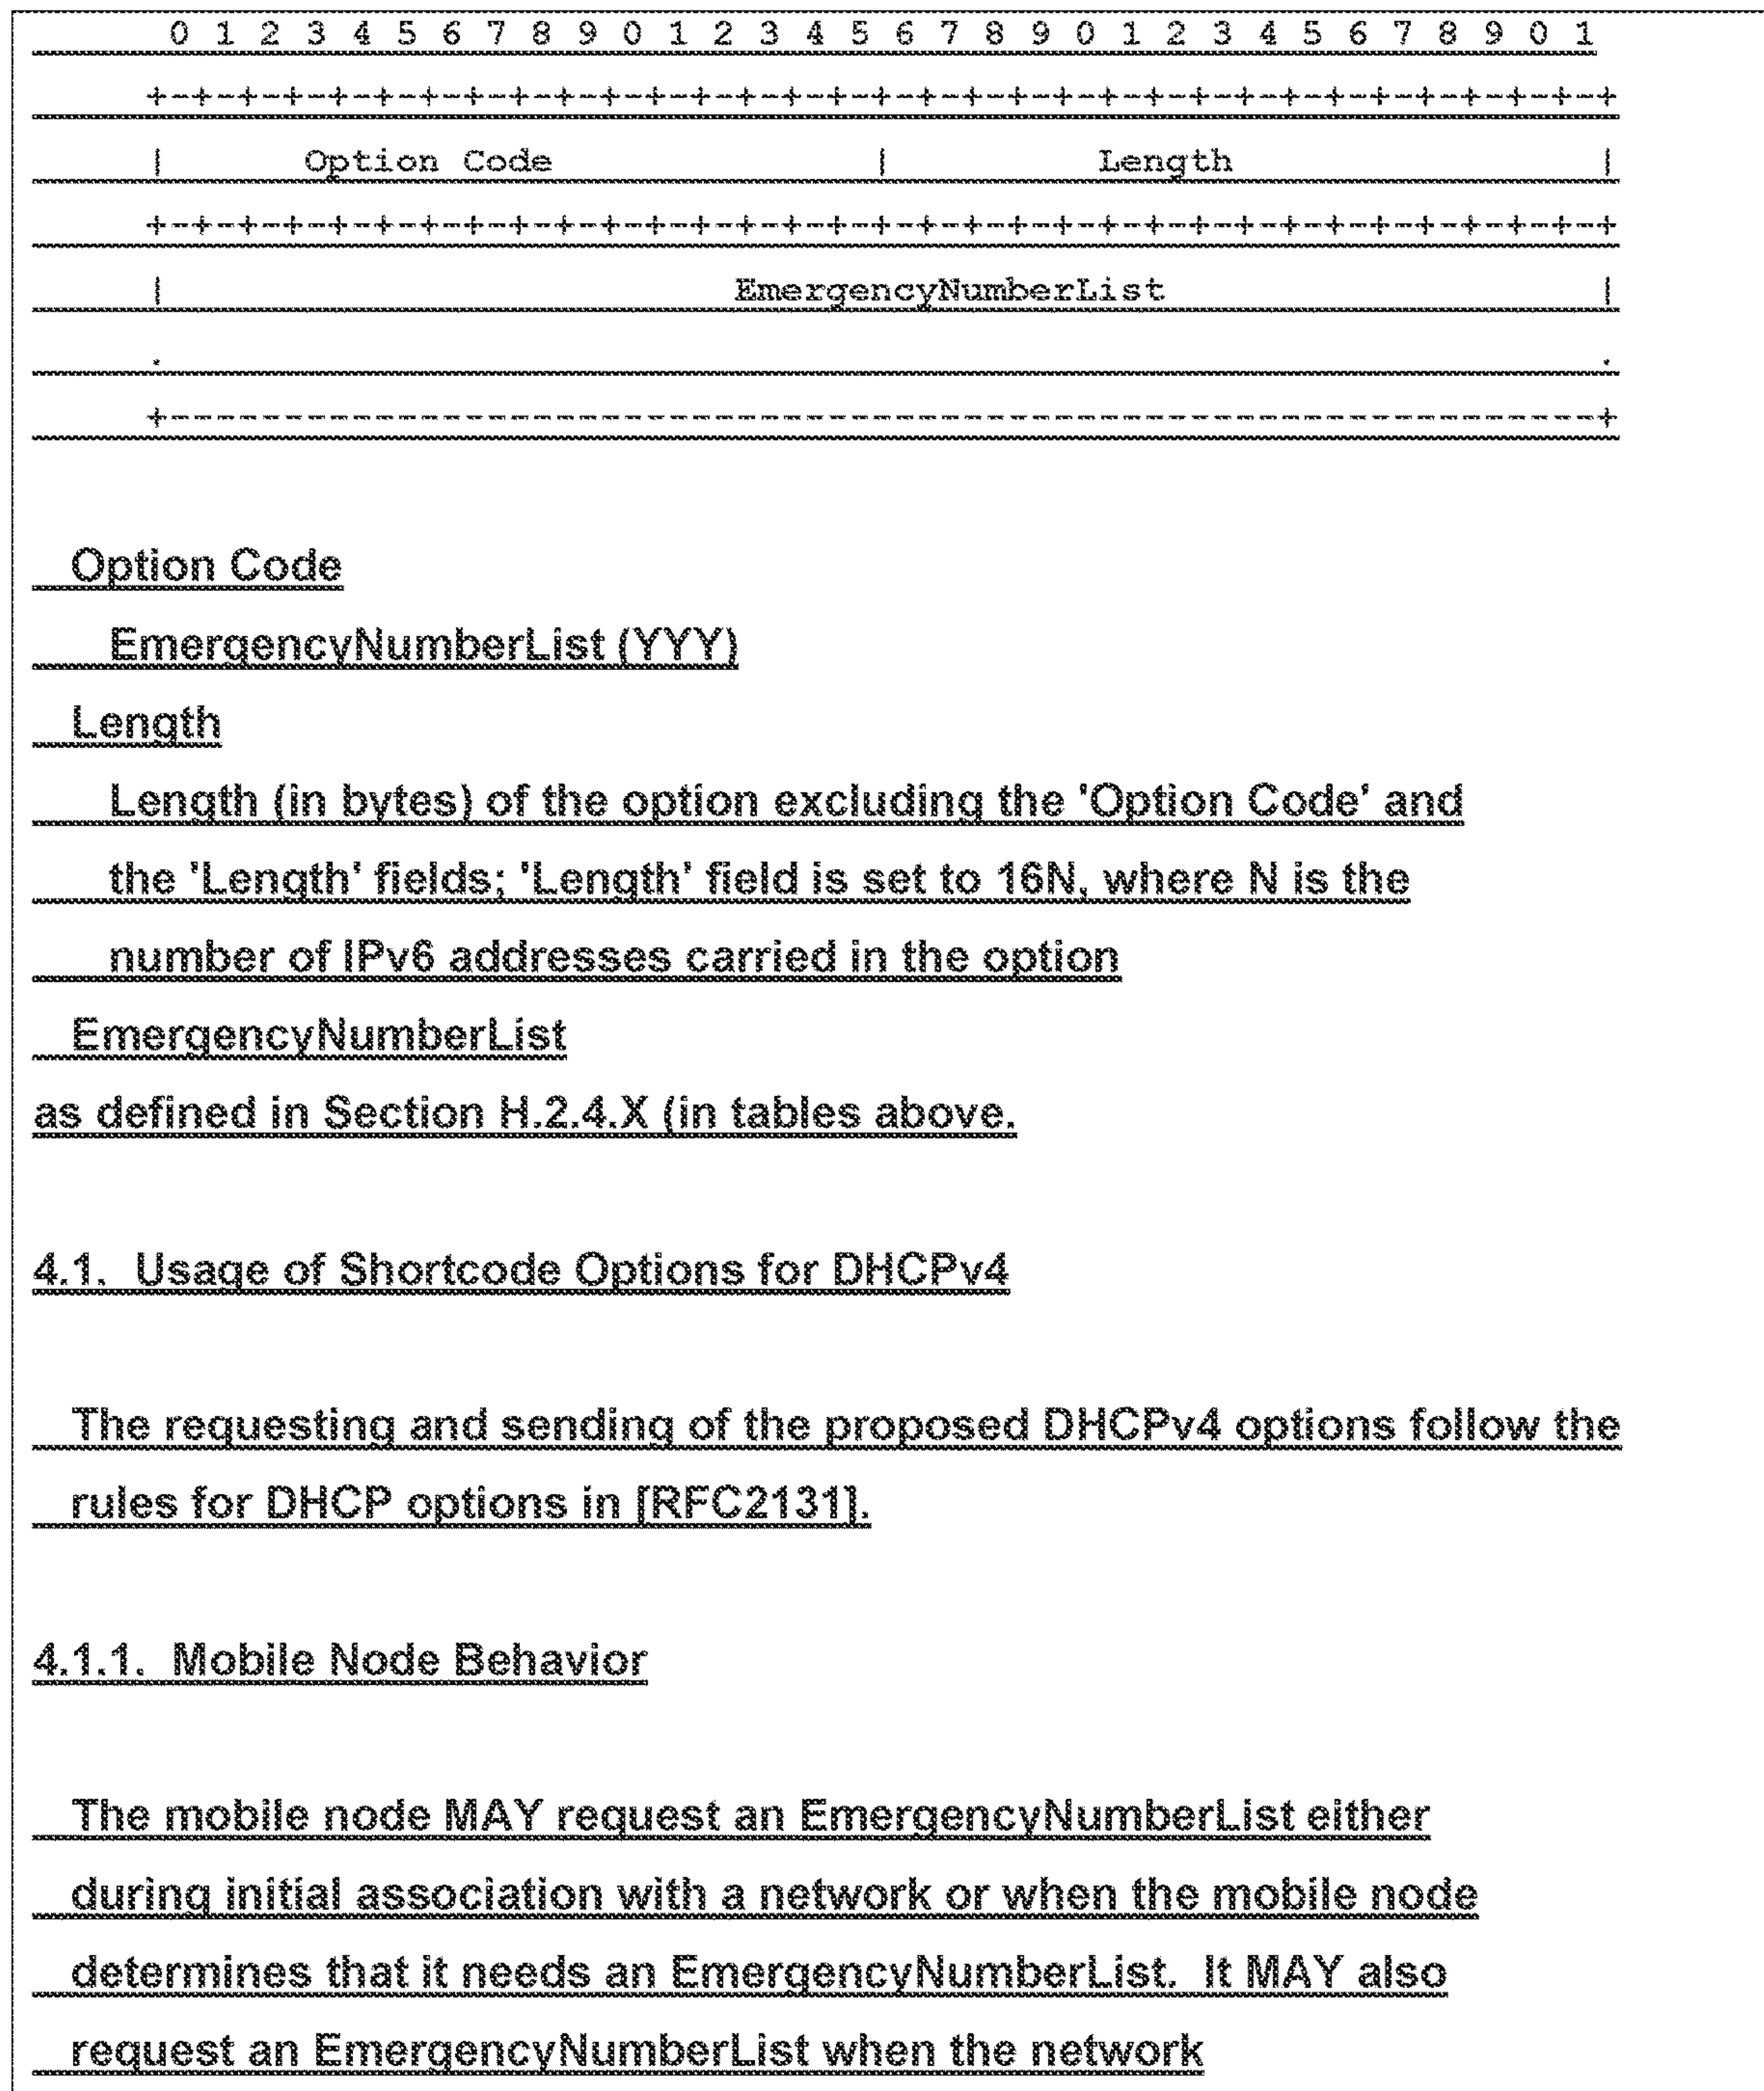 0 1 2 3 4 5 6 7 8 9 0 1 2 3 4 5 6 7 8 9 0 1 2 3 4 5 6 7 8 9 0 1
+-+-+-+-+-+-+-+-+-+-+-+-+-+-+-+-+-+-+-+-+-+-+-+-+-+-+-+-+-+-+-+-+
| Option Code | Length |
+-+-+-+-+-+-+-+-+-+-+-+-+-+-+-+-+-+-+-+-+-+-+-+-+-+-+-+-+-+-+-+-+
| EmergencyNumberList |
. .
+---------------------------------------------------------------+
Option Code
EmergencyNumberList (YYY)
Length
Length (in bytes) of the option excluding the 'Option Code' and
the 'Length' fields; 'Length' field is set to 16N, where N is the
number of IPv6 addresses carried in the option
EmergencyNumberList
as defined in Section H.2.4.X (in tables above.
4.1. Usage of Shortcode Options for DHCPv4
The requesting and sending of the proposed DHCPv4 options follow the
rules for DHCP options in [RFC2131].
4.1.1. Mobile Node Behavior
The mobile node MAY request an EmergencyNumberList either
during initial association with a network or when the mobile node
determines that it needs an EmergencyNumberList. It MAY also
request an EmergencyNumberList when the network